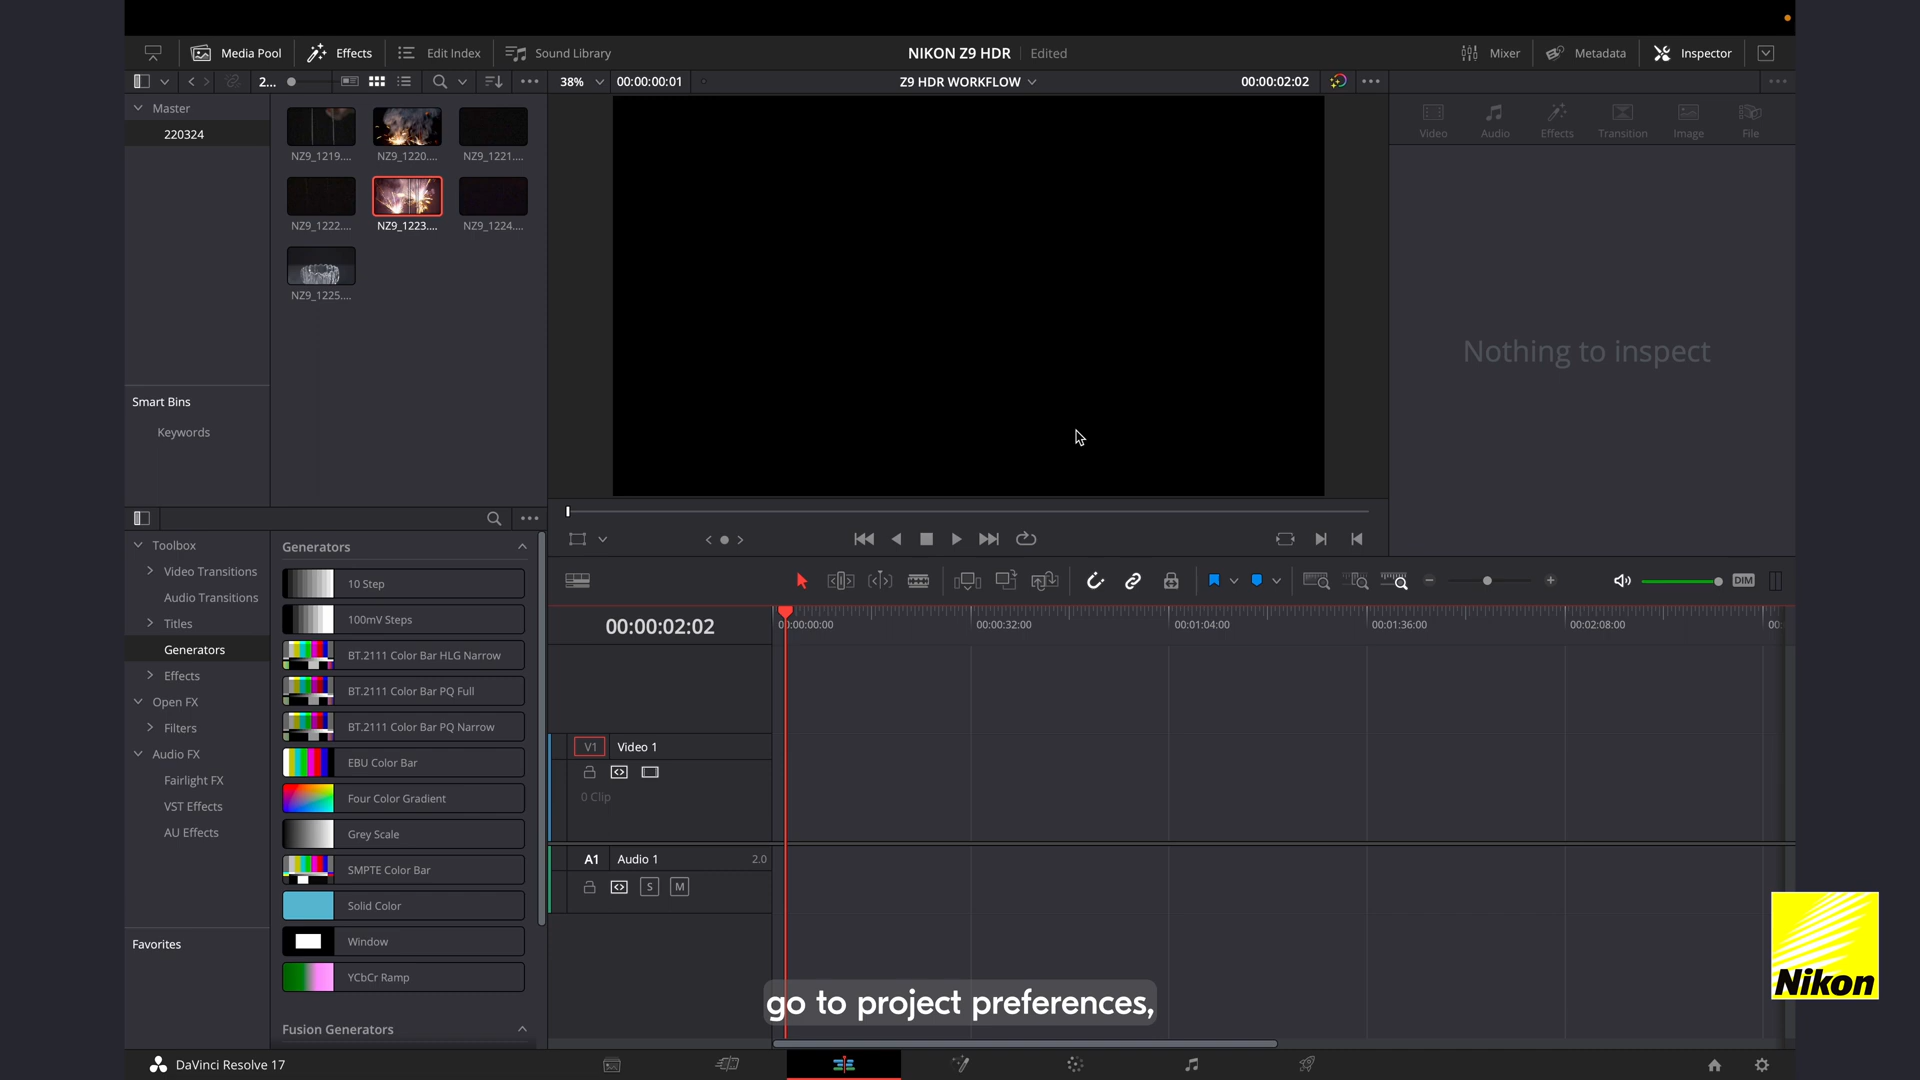 Media Pool
Effects
Edit Index
Sound Library
NIKON Z9 HDR
Edited
Mixer
Metadata
Inspector
2...
38%
00:00:00:01
Z9 HDR WORKFLOW
00:00:02:02
Master
220324
NZ9_1219....
NZ9_1220....
NZ9_1221....
NZ9_1222....
NZ9_1223....
NZ9_1224....
NZ9_1225....
Video
Audio
Effects
Transition
Image
File
Nothing to inspect
Smart Bins
Keywords
Toolbox
Video Transitions
Audio Transitions
Titles
Generators
Effects
Open FX
Filters
Audio FX
Fairlight FX
VST Effects
AU Effects
Favorites
Generators
10 Step
100mV Steps
BT.2111 Color Bar HLG Narrow
BT.2111 Color Bar PQ Full
BT.2111 Color Bar PQ Narrow
EBU Color Bar
Four Color Gradient
Grey Scale
SMPTE Color Bar
Solid Color
Window
YCbCr Ramp
Fusion Generators
DIM
00:00:02:02
00:00:00:00
00:00:32:00
00:01:04:00
00:01:36:00
00:02:08:00
00:
V1
Video 1
0 Clip
A1
Audio 1
2.0
S
M
go to project preferences,
Nikon
DaVinci Resolve 17